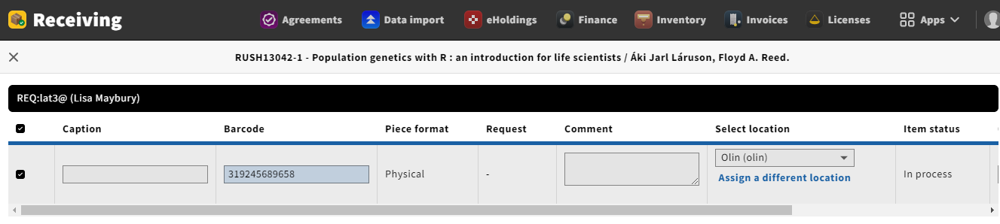 Receiving
Agreements
Data import
eHoldings
Finance
Inventory
Invoices
Licenses
Apps
RUSH13042-1 - Population genetics with R : an introduction for life scientists / Áki Jarl Láruson, Floyd A. Reed.
REQ:lat3@ (Lisa Maybury)
Caption Barcode Piece format Request Comment Select location Item status
319245689658 Physical - Olin (olin) In process
Assign a different location